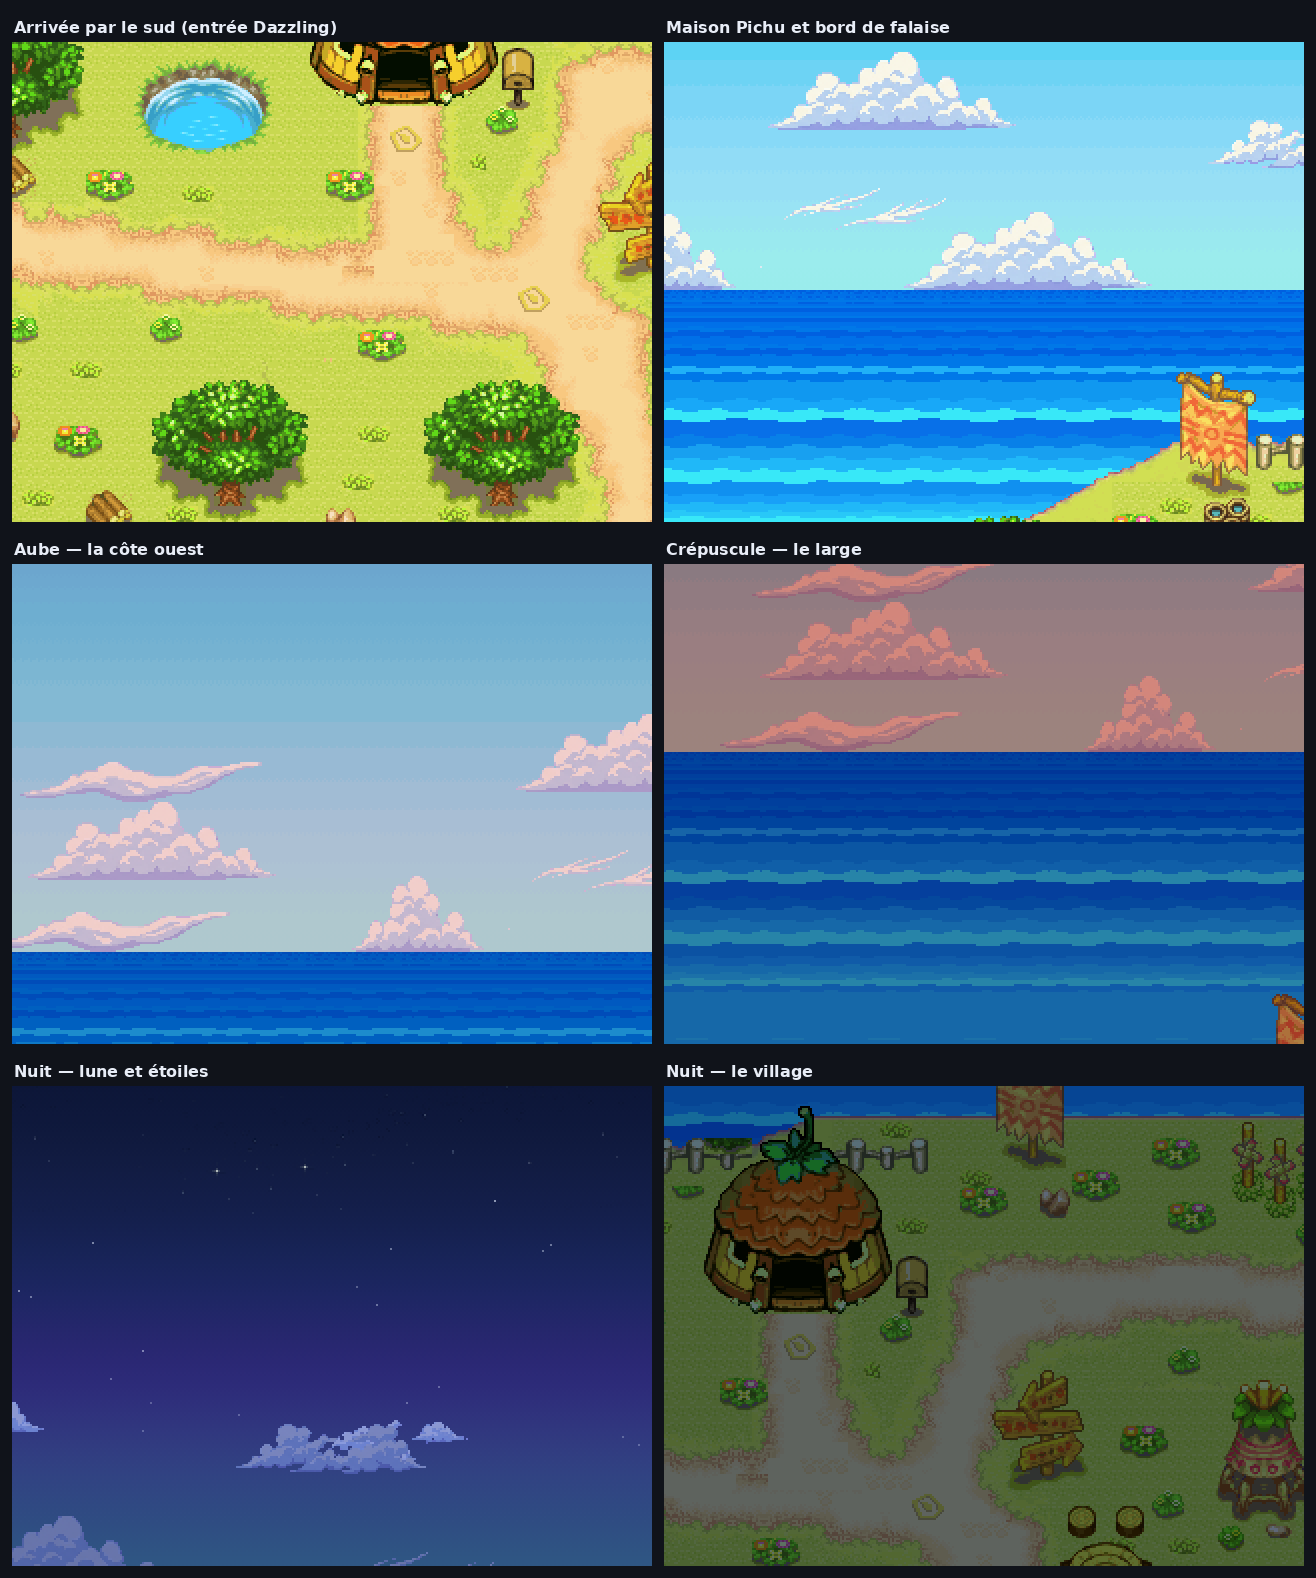 Arrivée par le sud (entrée Dazzling)
Maison Pichu et bord de falaise
Aube — la côte ouest
Crépuscule — le large
Nuit — lune et étoiles
Nuit — le village